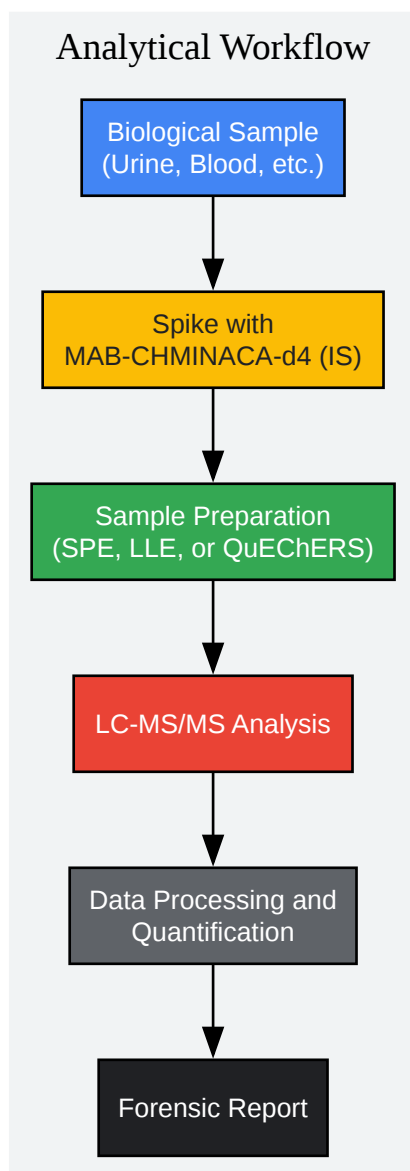 Analytical Workflow
Biological Sample
(Urine, Blood, etc.)
Spike with
MAB-CHMINACA-d4 (IS)
Sample Preparation
(SPE, LLE, or QuEChERS)
LC-MS/MS Analysis
Data Processing and
Quantification
Forensic Report